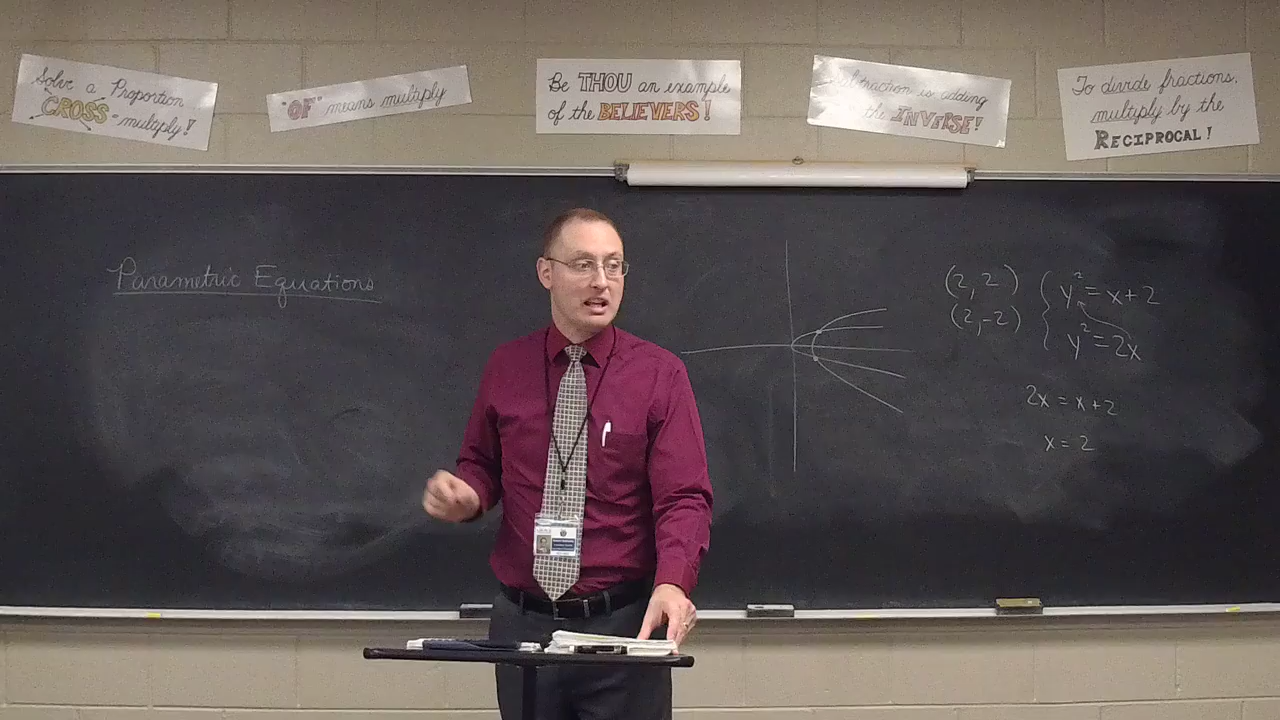 Solve a Proportion
CROSS-multiply!
"OF" means multiply
Be THOU an example
of the BELIEVERS!
Subtraction is adding
the INVERSE!
To divide fractions,
multiply by the
RECIPROCAL!
Parametric Equations
(2, 2)
(2, -2)
y² = x + 2
y² = 2x
2x = x + 2
x = 2